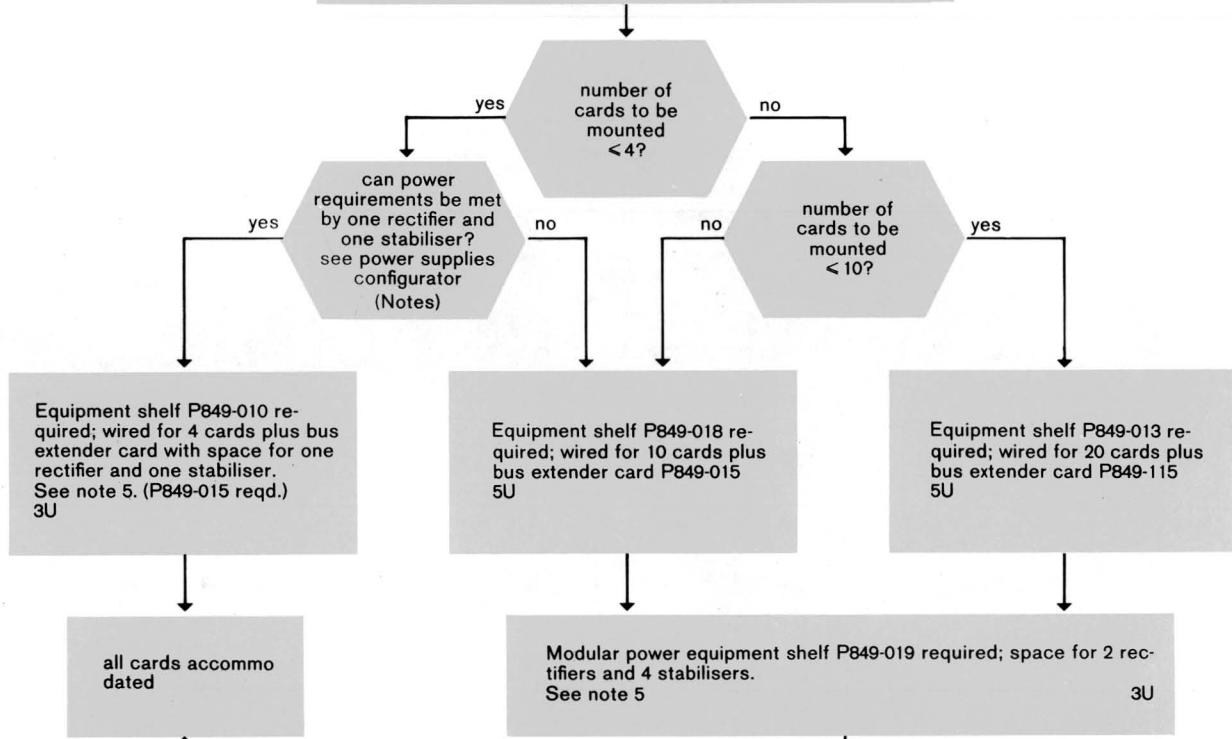 number of
cards to be
mounted
⩽4?
yes
no
can power
requirements be met
by one rectifier and
one stabiliser?
see power supplies
configurator
(Notes)
number of
cards to be
mounted
⩽ 10?
yes
no
no
yes
Equipment shelf P849-010 re-
quired; wired for 4 cards plus bus
extender card with space for one
rectifier and one stabiliser.
See note 5. (P849-015 reqd.)
3U
Equipment shelf P849-018 re-
quired; wired for 10 cards plus
bus extender card P849-015
5U
Equipment shelf P849-013 re-
quired; wired for 20 cards plus
bus extender card P849-115
5U
all cards accommo
dated
Modular power equipment shelf P849-019 required; space for 2 rec-
tifiers and 4 stabilisers.
See note 5 3U